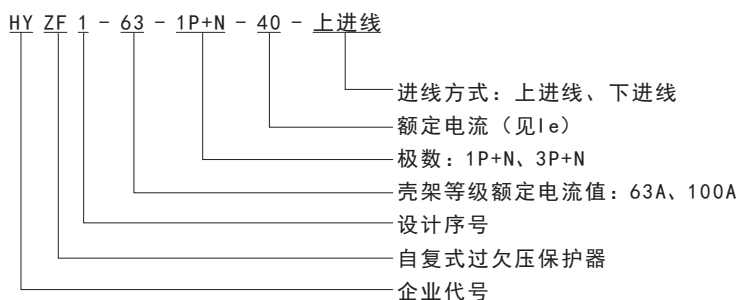 HY ZF 1 - 63 - 1P+N - 40 - 上进线
进线方式：上进线、下进线
额定电流（见Ie）
极数：1P+N、3P+N
壳架等级额定电流值：63A、100A
设计序号
自复式过欠压保护器
企业代号